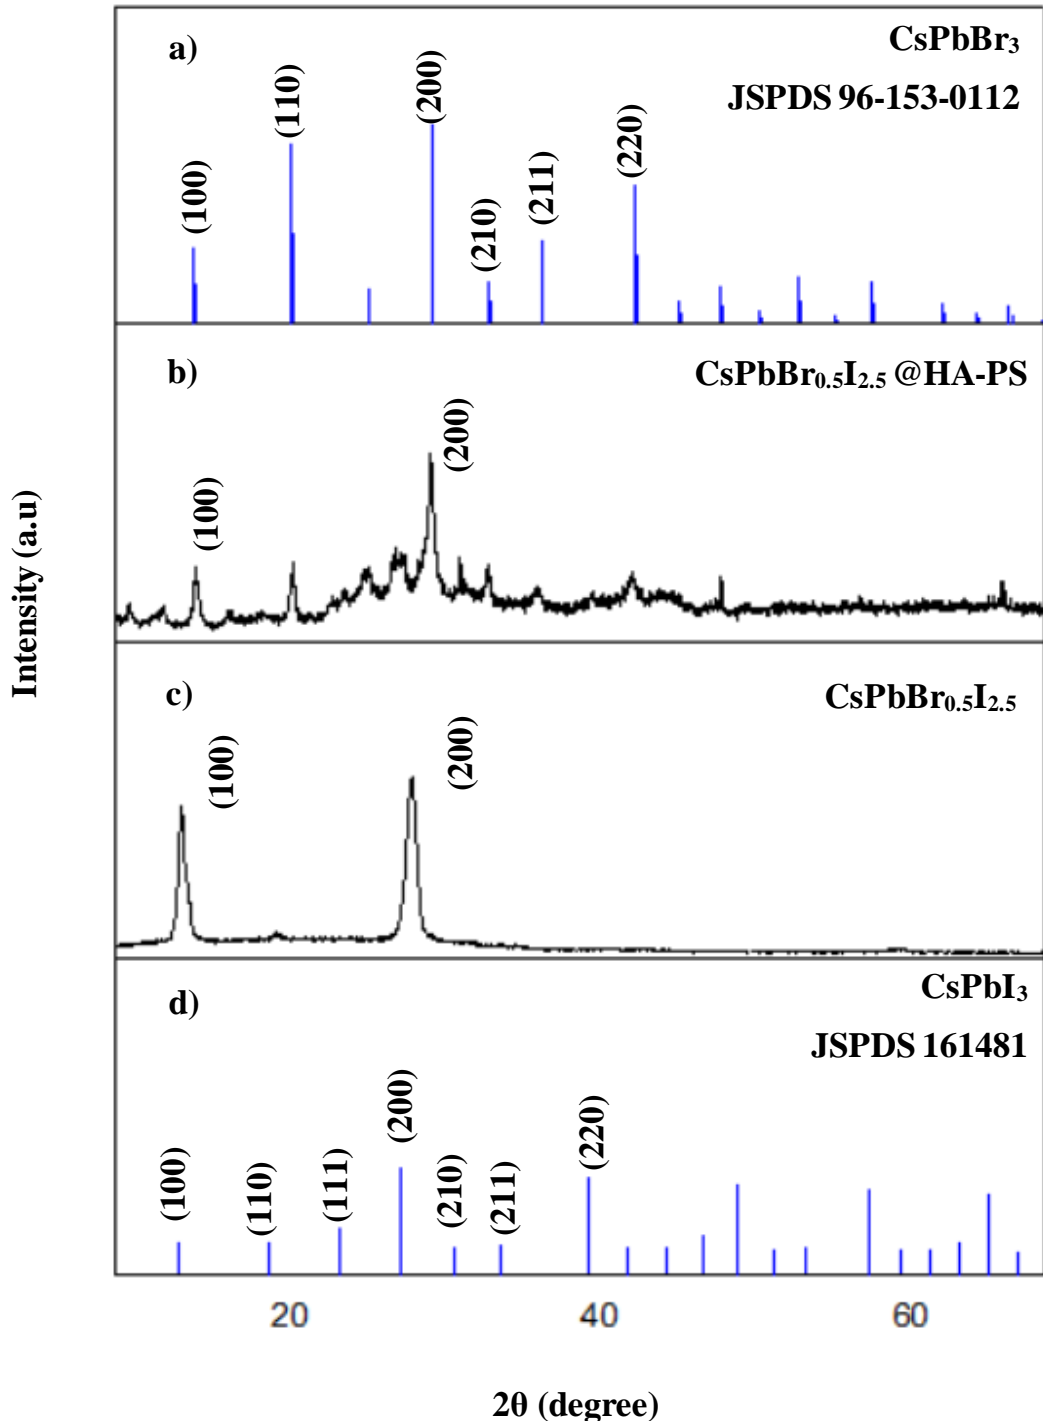 a)
CsPbBr₃
JSPDS 96-153-0112
(100)
(110)
(200)
(210)
(211)
(220)
b)
CsPbBr₀.₅I₂.₅ @HA-PS
(100)
(200)
c)
CsPbBr₀.₅I₂.₅
(100)
(200)
d)
CsPbI₃
JSPDS 161481
(100)
(110)
(111)
(200)
(210)
(211)
(220)
Intensity (a.u)
20 40 60
2θ (degree)